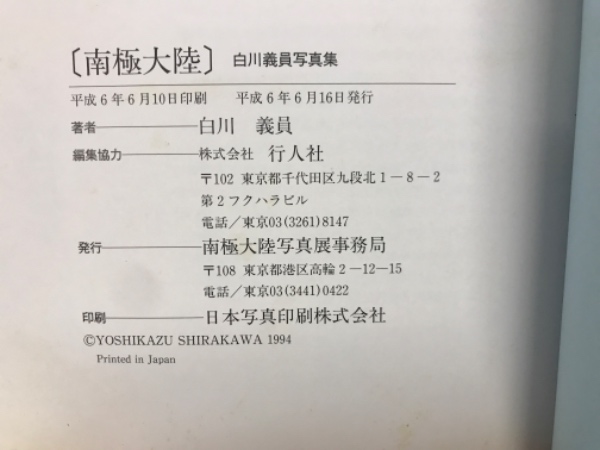 〔南極大陸〕 白川義員写真集
平成6年6月10日印刷　平成6年6月16日発行
著者―――白川　義員
編集協力―――株式会社　行人社
〒102 東京都千代田区九段北1－8－2
第2フクハラビル
電話／東京03(3261)8147
発行―――南極大陸写真展事務局
〒108 東京都港区高輪2－12－15
電話／東京03(3441)0422
印刷―――日本写真印刷株式会社
©YOSHIKAZU SHIRAKAWA 1994
Printed in Japan